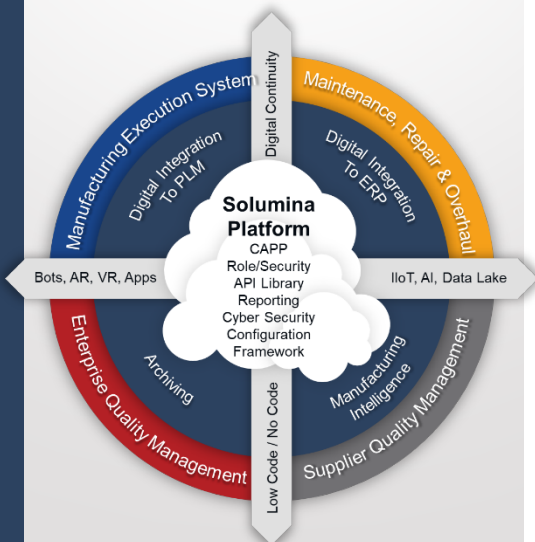 Digital Continuity
Manufacturing Execution System
Maintenance, Repair & Overhaul
Digital Integration
To PLM
Digital Integration
To ERP
Solumina
Platform
CAPP
Role/Security
API Library
Reporting
Cyber Security
Configuration
Framework
Bots, AR, VR, Apps
IIoT, AI, Data Lake
Archiving
Manufacturing
Intelligence
Enterprise Quality Management
Supplier Quality Management
Low Code / No Code